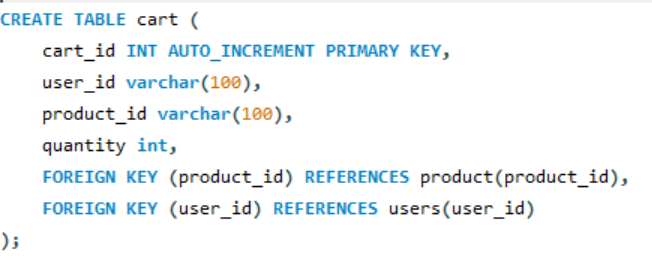 CREATE TABLE cart (
    cart_id INT AUTO_INCREMENT PRIMARY KEY,
    user_id varchar(100),
    product_id varchar(100),
    quantity int,
    FOREIGN KEY (product_id) REFERENCES product(product_id),
    FOREIGN KEY (user_id) REFERENCES users(user_id)
);